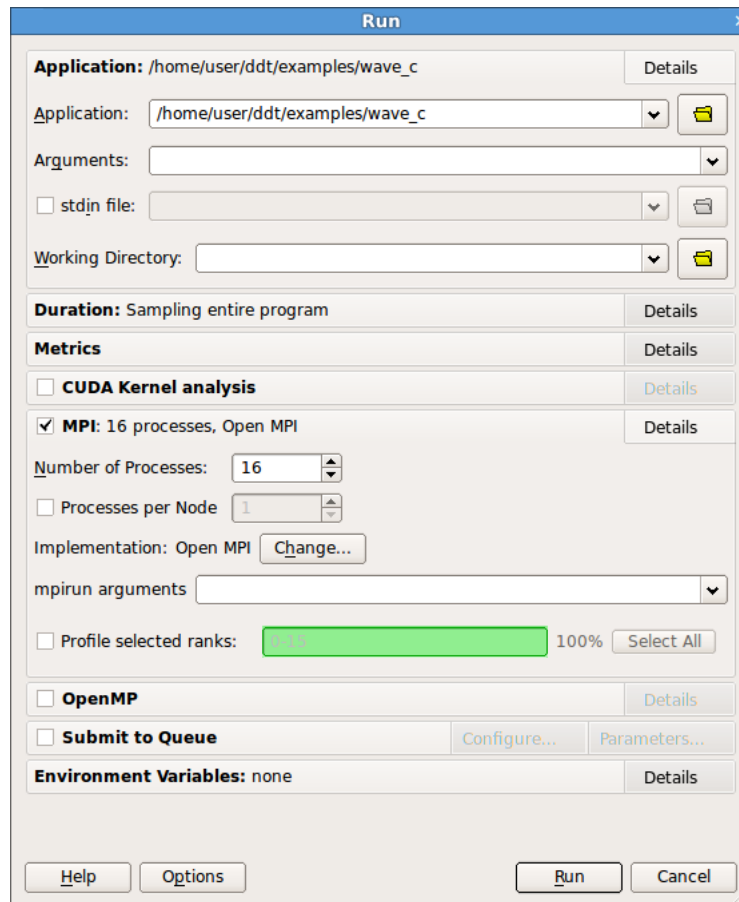 Run
Application: /home/user/ddt/examples/wave_c Details
Application: /home/user/ddt/examples/wave_c
Arguments:
stdin file:
Working Directory:
Duration: Sampling entire program Details
Metrics Details
CUDA Kernel analysis Details
MPI: 16 processes, Open MPI Details
Number of Processes: 16
Processes per Node 1
Implementation: Open MPI Change...
mpirun arguments
Profile selected ranks: 0-15 100% Select All
OpenMP Details
Submit to Queue Configure... Parameters...
Environment Variables: none Details
Help Options Run Cancel